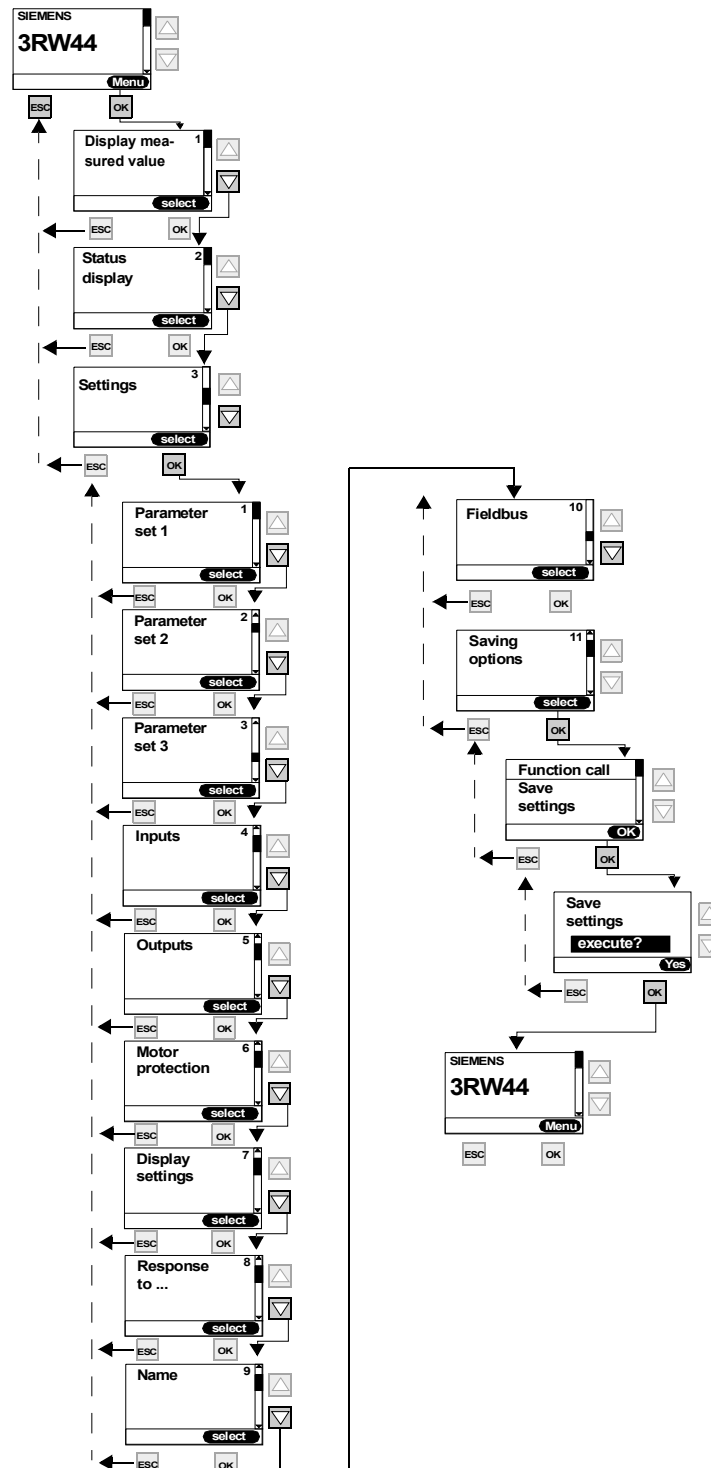 SIEMENS
3RW44
Menu
ESC
OK
Display mea-
sured value
1
select
ESC
OK
Status
display
2
select
ESC
OK
Settings
3
select
ESC
OK
Parameter
set 1
1
select
ESC
OK
Parameter
set 2
2
select
ESC
OK
Parameter
set 3
3
select
ESC
OK
Inputs
4
select
ESC
OK
Outputs
5
select
ESC
OK
Motor
protection
6
select
ESC
OK
Display
settings
7
select
ESC
OK
Response
to ...
8
select
ESC
OK
Name
9
select
ESC
OK
Fieldbus
10
select
ESC
OK
Saving
options
11
select
ESC
OK
Function call
Save
settings
OK
ESC
OK
Save
settings
execute?
Yes
ESC
OK
SIEMENS
3RW44
Menu
ESC
OK